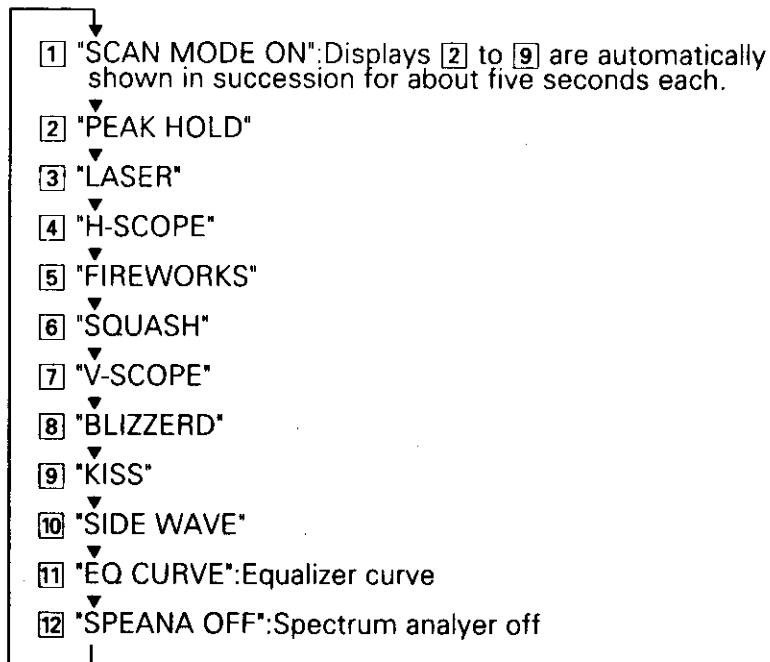 1 "SCAN MODE ON":Displays 2 to 9 are automatically
shown in succession for about five seconds each.
2 "PEAK HOLD"
3 "LASER"
4 "H-SCOPE"
5 "FIREWORKS"
6 "SQUASH"
7 "V-SCOPE"
8 "BLIZZERD"
9 "KISS"
10 "SIDE WAVE"
11 "EQ CURVE":Equalizer curve
12 "SPEANA OFF":Spectrum analyer off